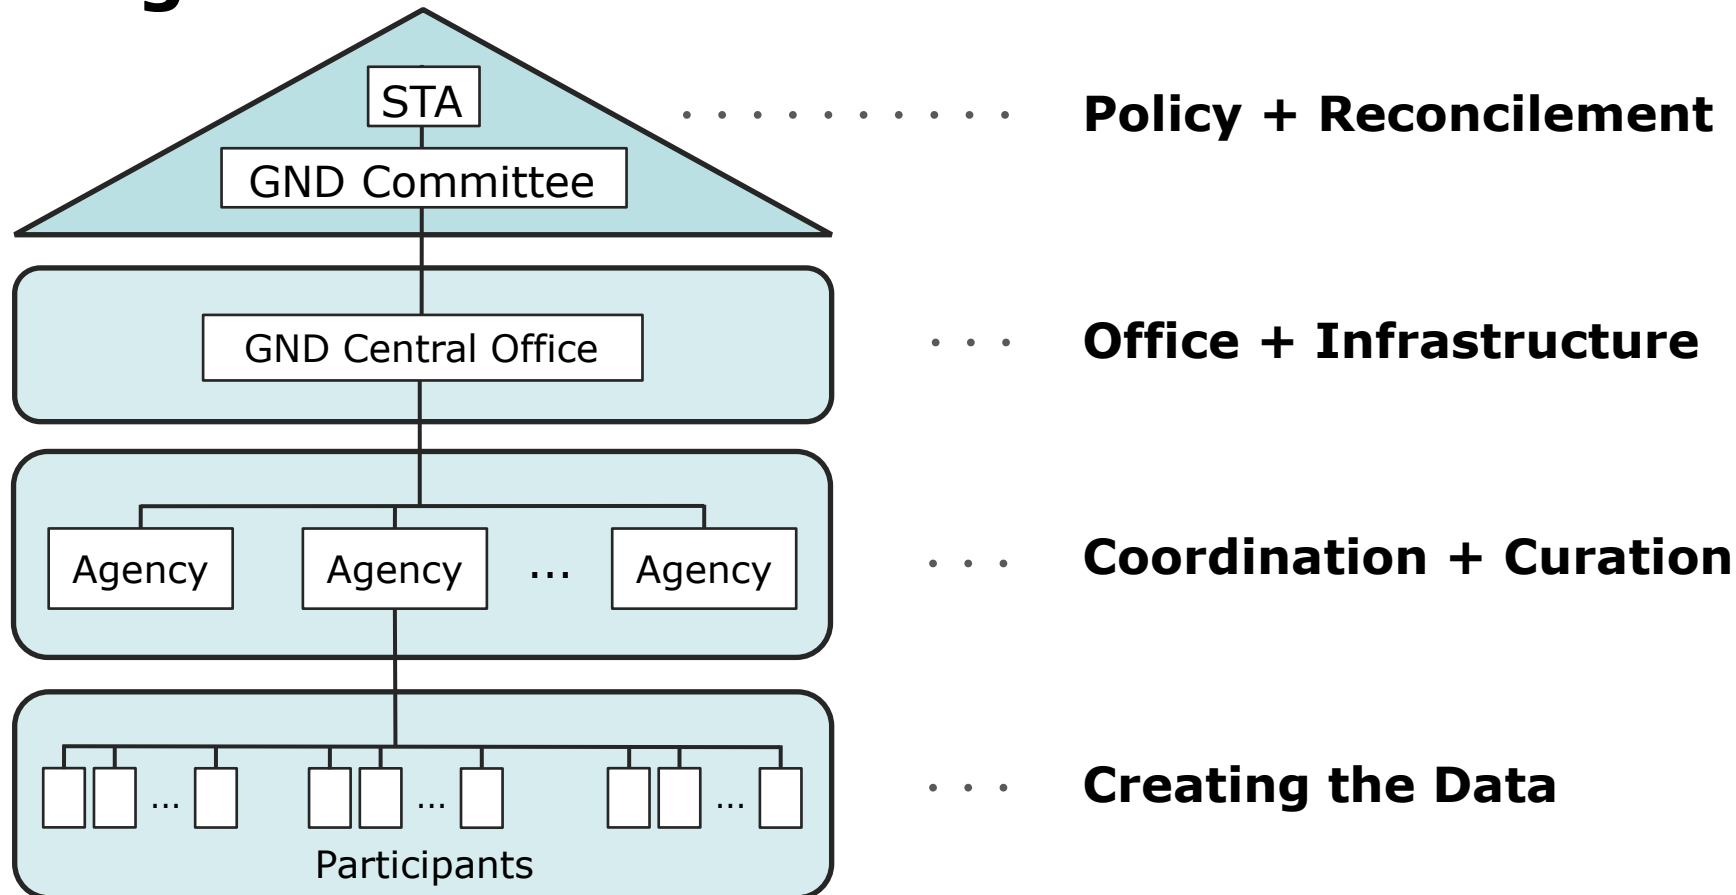 STA
Policy + Reconcilement
GND Committee
GND Central Office
Office + Infrastructure
Agency
Agency
...
Agency
Coordination + Curation
...
...
...
Creating the Data
Participants